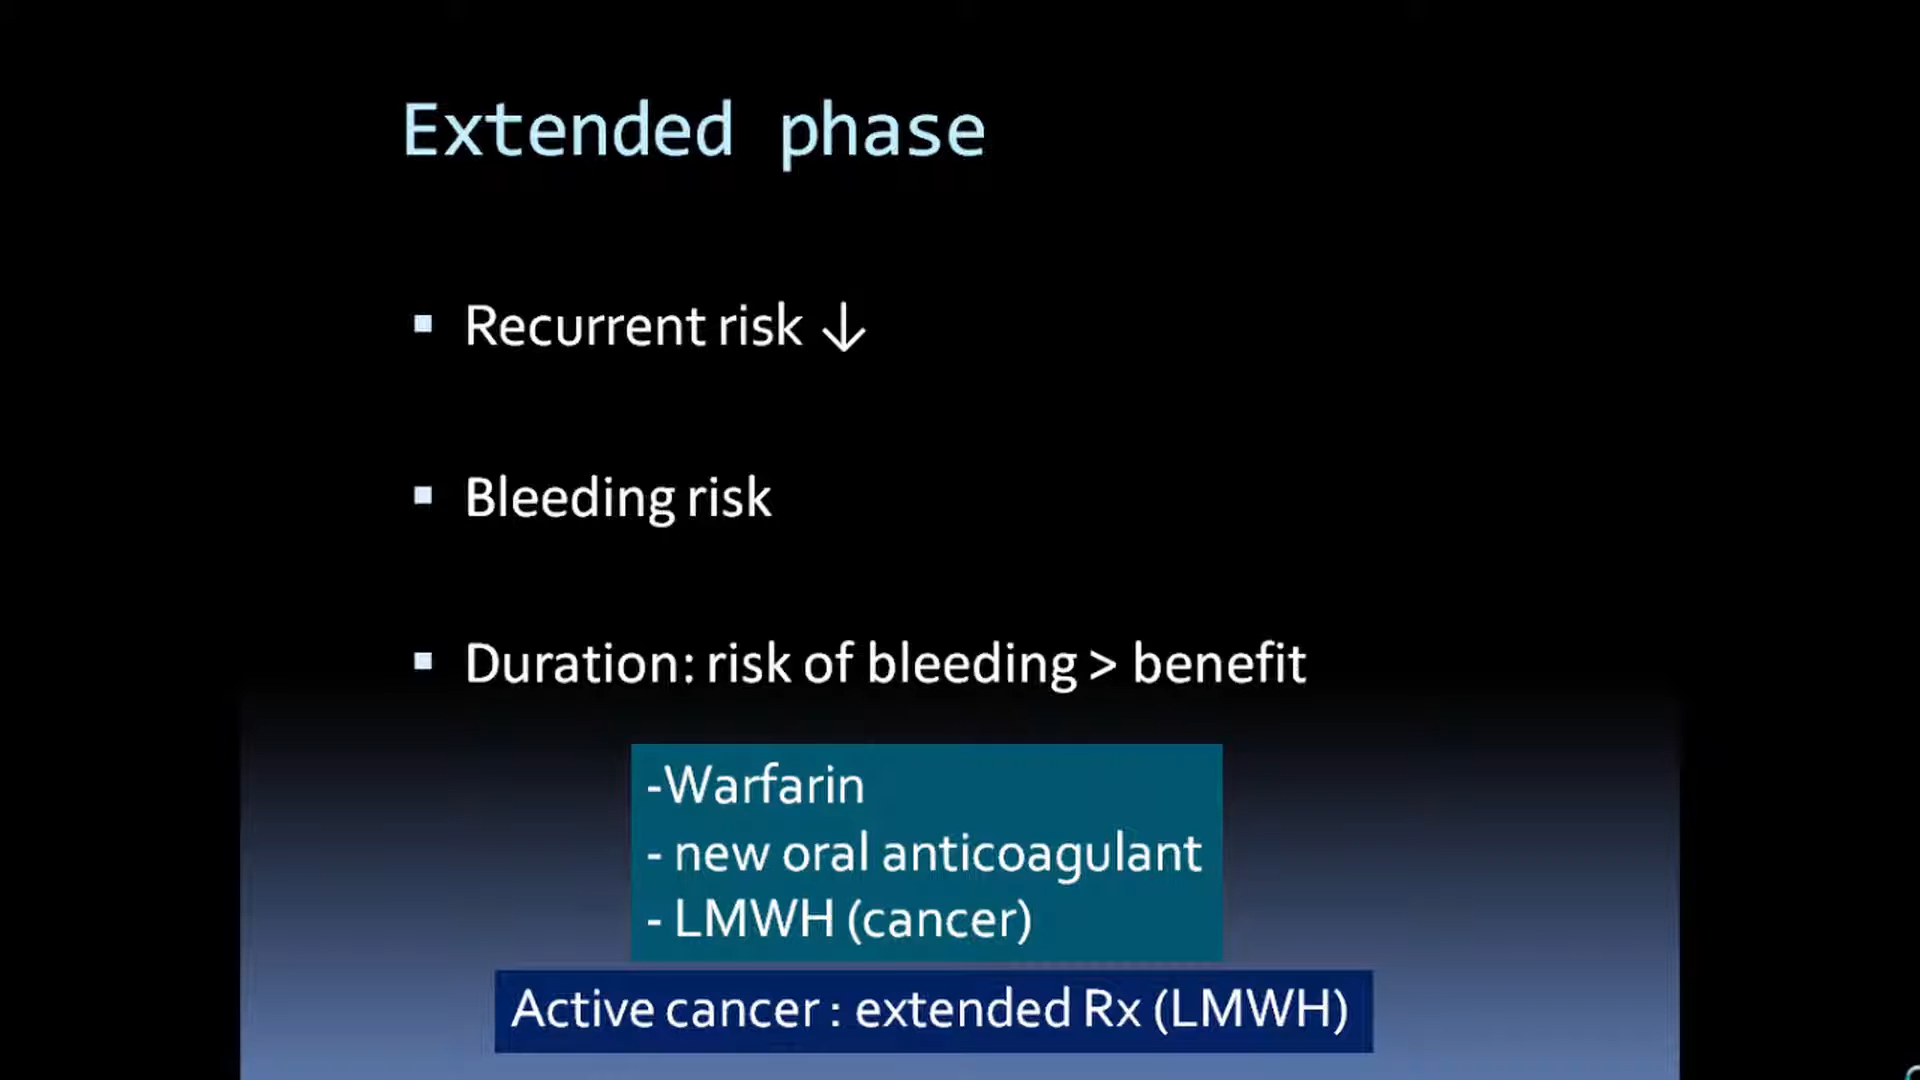 Extended phase
▪ Recurrent risk ↓
▪ Bleeding risk
▪ Duration: risk of bleeding > benefit
-Warfarin
- new oral anticoagulant
- LMWH (cancer)
Active cancer : extended Rx (LMWH)